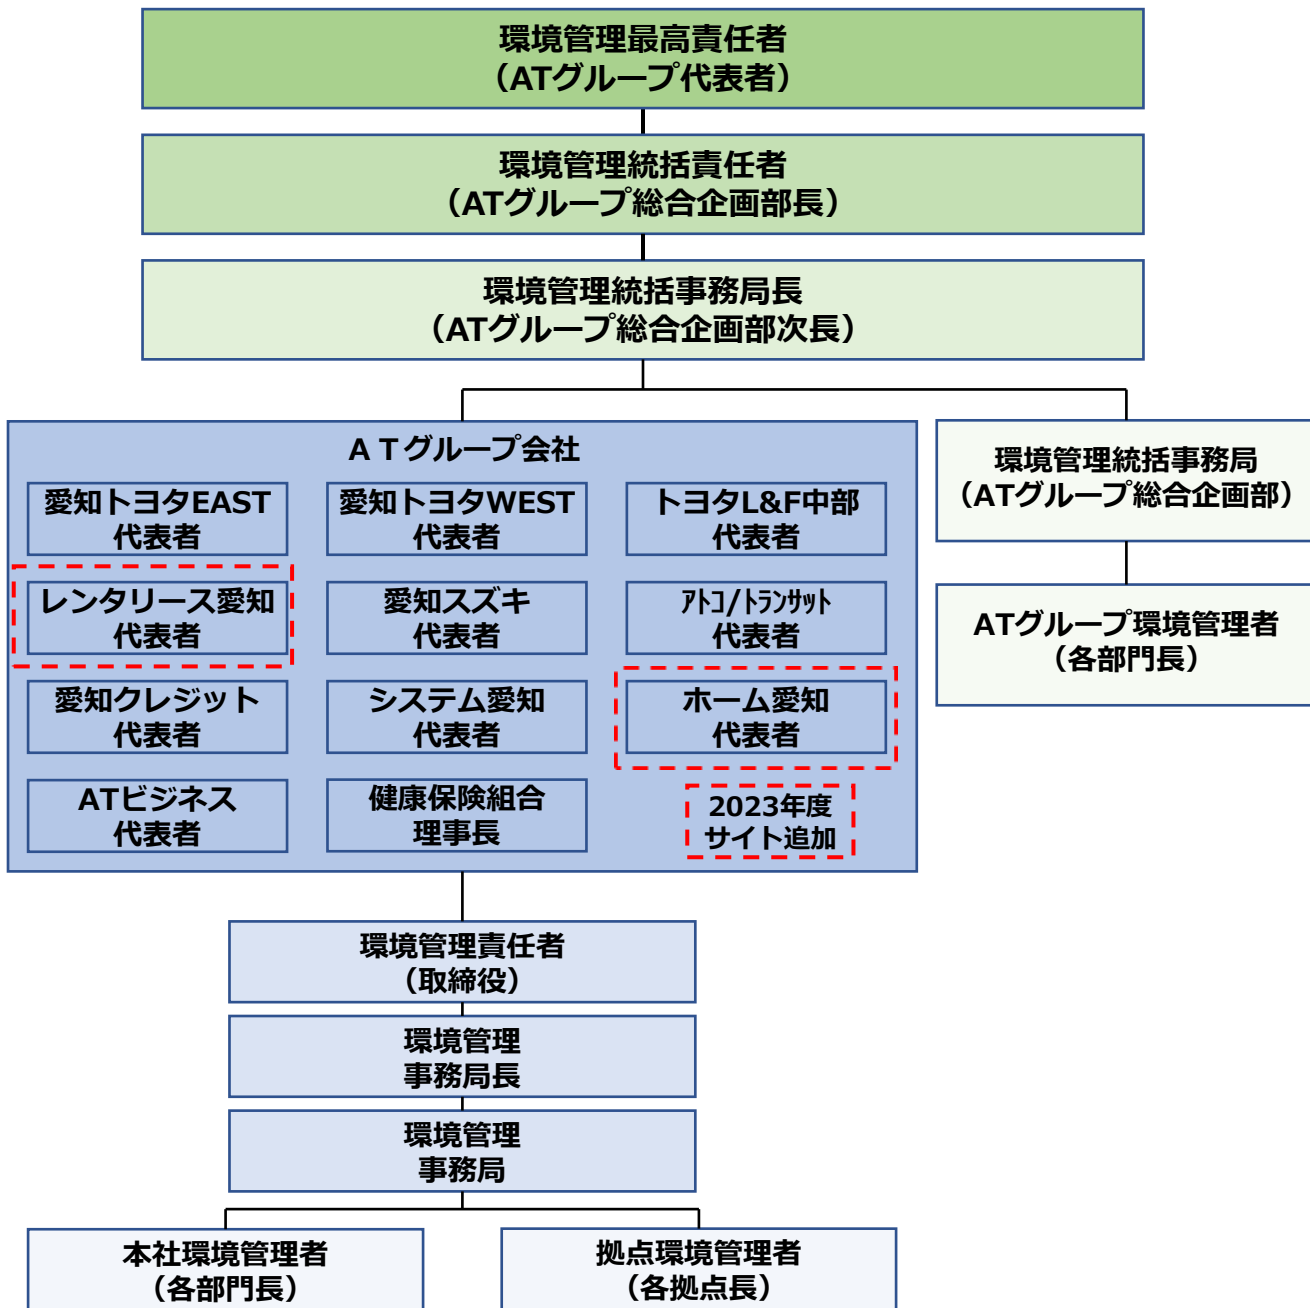 環境管理最高責任者
（ATグループ代表者）
環境管理統括責任者
（ATグループ総合企画部長）
環境管理統括事務局長
（ATグループ総合企画部次長）
ＡＴグループ会社
愛知トヨタEAST
代表者
愛知トヨタWEST
代表者
トヨタL&F中部
代表者
レンタリース愛知
代表者
愛知スズキ
代表者
ｱﾄｺ/ﾄﾗﾝｻｯﾄ
代表者
愛知クレジット
代表者
システム愛知
代表者
ホーム愛知
代表者
ATビジネス
代表者
健康保険組合
理事長
2023年度
サイト追加
環境管理統括事務局
（ATグループ総合企画部）
ATグループ環境管理者
（各部門長）
環境管理責任者
（取締役）
環境管理
事務局長
環境管理
事務局
本社環境管理者
（各部門長）
拠点環境管理者
（各拠点長）